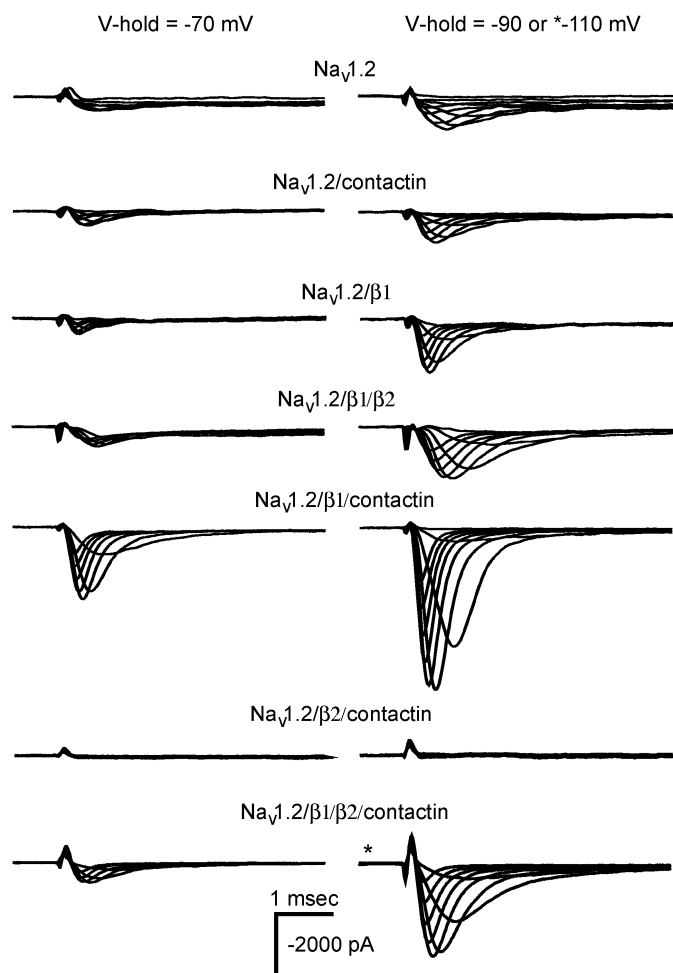 V-hold = -70 mV
V-hold = -90 or *-110 mV
NaV1.2
NaV1.2/contactin
NaV1.2/β1
NaV1.2/β1/β2
NaV1.2/β1/contactin
NaV1.2/β2/contactin
NaV1.2/β1/β2/contactin
*
1 msec
-2000 pA